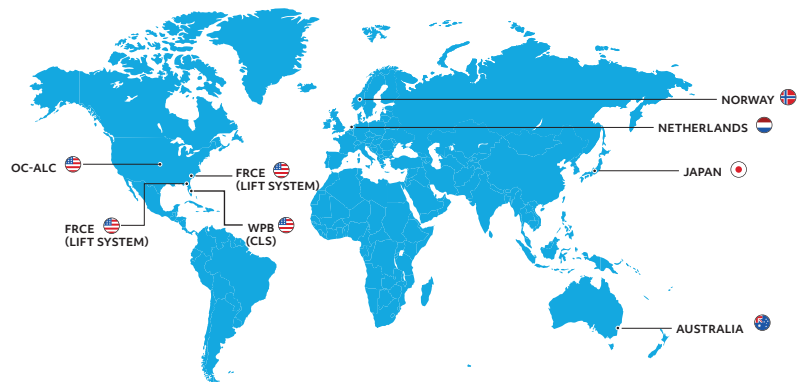 NORWAY
NETHERLANDS
OC-ALC
FRCE
(LIFT SYSTEM)
JAPAN
FRCE
(LIFT SYSTEM)
WPB
(CLS)
AUSTRALIA